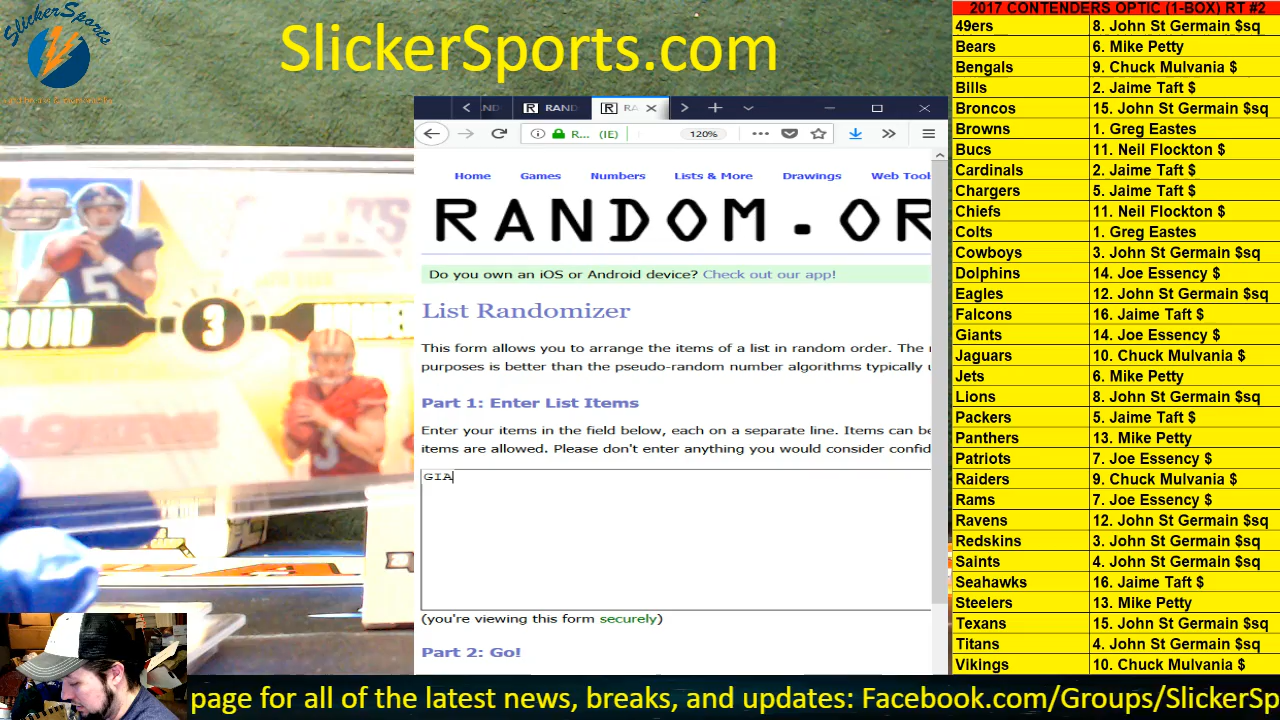 SlickerSports
SlickerSports.com
RAND
RA
R... (IE)
120%
Home Games Numbers Lists & More Drawings Web Tool
RANDOM.OR
Do you own an iOS or Android device? Check out our app!
List Randomizer
This form allows you to arrange the items of a list in random order. The
purposes is better than the pseudo-random number algorithms typically
Part 1: Enter List Items
Enter your items in the field below, each on a separate line. Items can be
items are allowed. Please don't enter anything you would consider confid
GIA
(you're viewing this form securely)
Part 2: Go!
OUND 3
5
3
2017 CONTENDERS OPTIC (1-BOX) RT #2
49ers 8. John St Germain $sq
Bears 6. Mike Petty
Bengals 9. Chuck Mulvania $
Bills 2. Jaime Taft $
Broncos 15. John St Germain $sq
Browns 1. Greg Eastes
Bucs 11. Neil Flockton $
Cardinals 2. Jaime Taft $
Chargers 5. Jaime Taft $
Chiefs 11. Neil Flockton $
Colts 1. Greg Eastes
Cowboys 3. John St Germain $sq
Dolphins 14. Joe Essency $
Eagles 12. John St Germain $sq
Falcons 16. Jaime Taft $
Giants 14. Joe Essency $
Jaguars 10. Chuck Mulvania $
Jets 6. Mike Petty
Lions 8. John St Germain $sq
Packers 5. Jaime Taft $
Panthers 13. Mike Petty
Patriots 7. Joe Essency $
Raiders 9. Chuck Mulvania $
Rams 7. Joe Essency $
Ravens 12. John St Germain $sq
Redskins 3. John St Germain $sq
Saints 4. John St Germain $sq
Seahawks 16. Jaime Taft $
Steelers 13. Mike Petty
Texans 15. John St Germain $sq
Titans 4. John St Germain $sq
Vikings 10. Chuck Mulvania $
page for all of the latest news, breaks, and updates: Facebook.com/Groups/SlickerSp